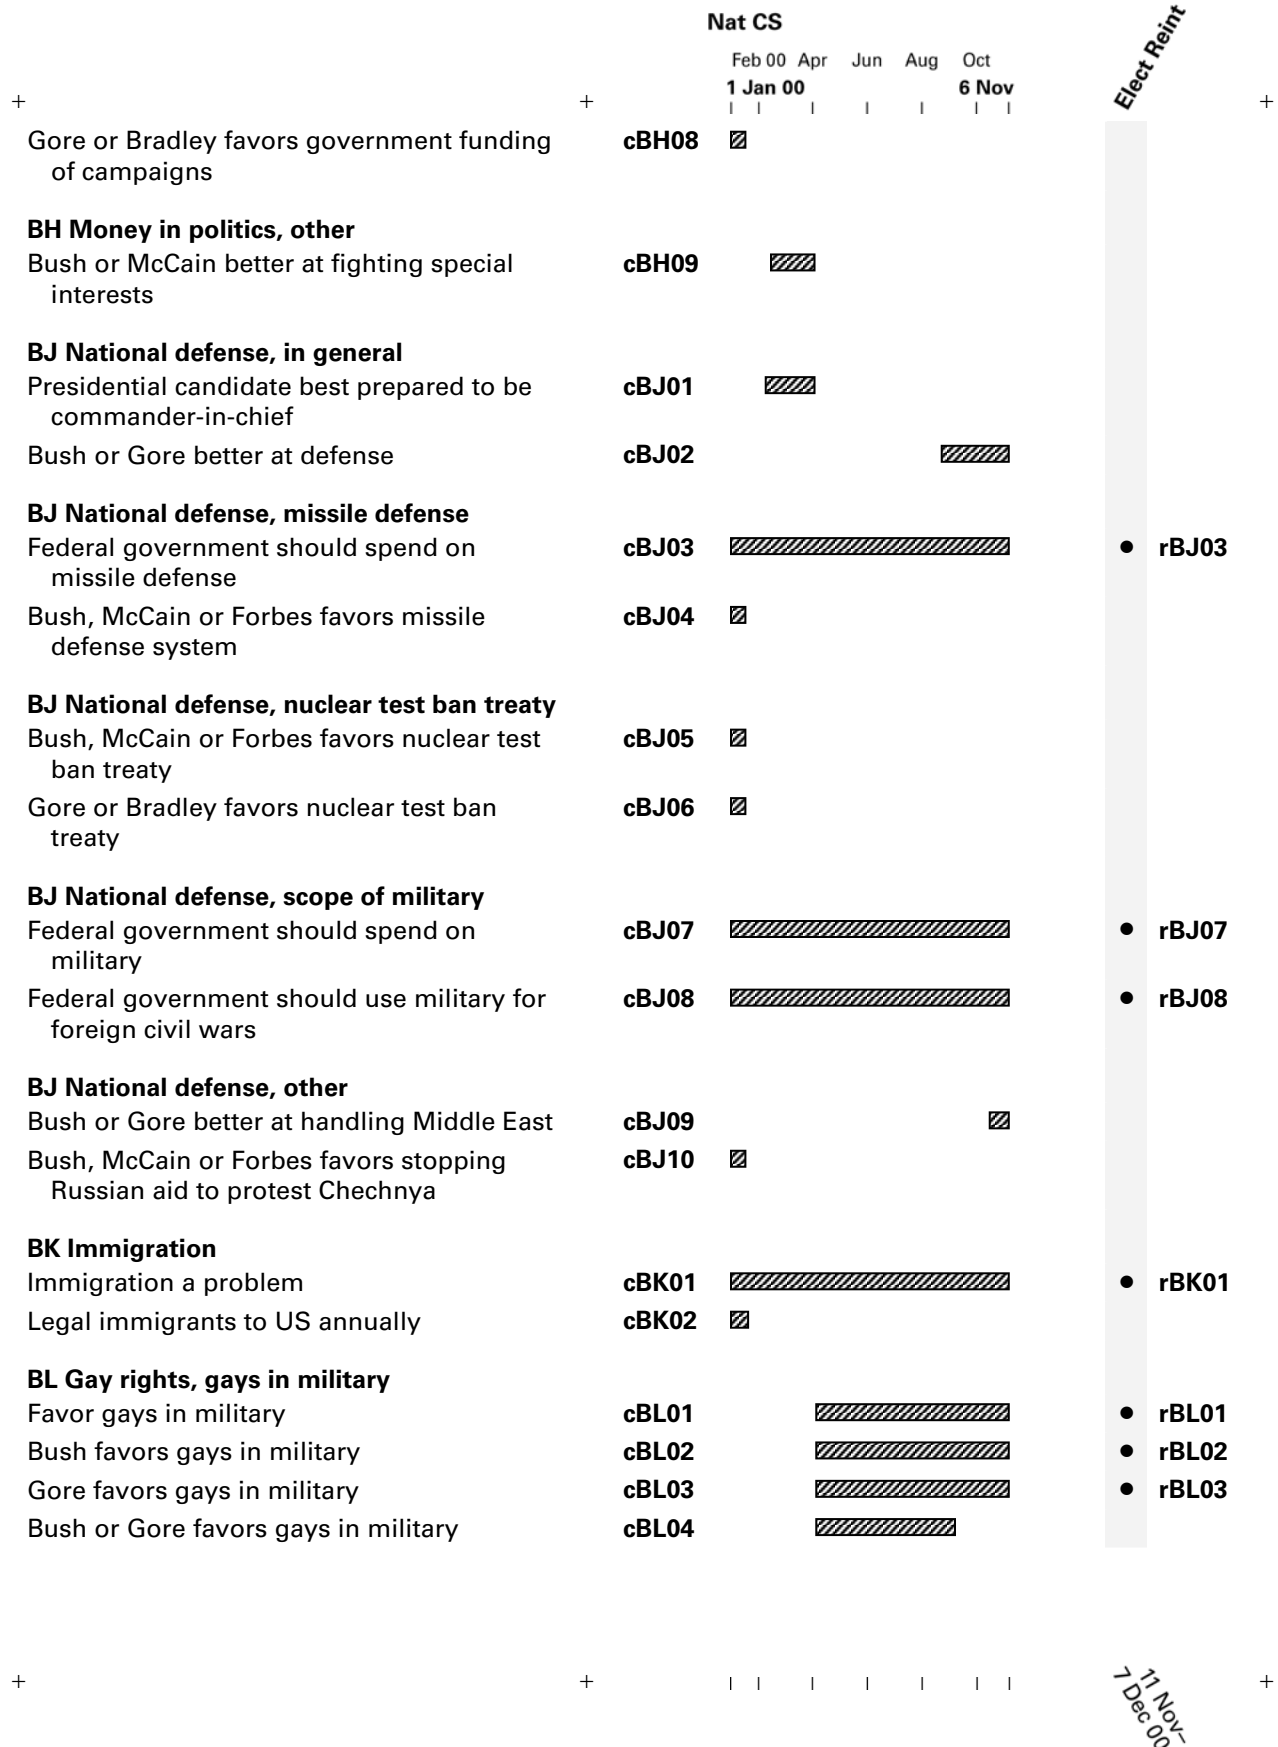 Nat CS
Elect Reint
Feb 00 Apr Jun Aug Oct
1 Jan 00 6 Nov
Gore or Bradley favors government funding cBH08
of campaigns
BH Money in politics, other
Bush or McCain better at fighting special cBH09
interests
BJ National defense, in general
Presidential candidate best prepared to be cBJ01
commander-in-chief
Bush or Gore better at defense cBJ02
BJ National defense, missile defense
Federal government should spend on cBJ03 • rBJ03
missile defense
Bush, McCain or Forbes favors missile cBJ04
defense system
BJ National defense, nuclear test ban treaty
Bush, McCain or Forbes favors nuclear test cBJ05
ban treaty
Gore or Bradley favors nuclear test ban cBJ06
treaty
BJ National defense, scope of military
Federal government should spend on cBJ07 • rBJ07
military
Federal government should use military for cBJ08 • rBJ08
foreign civil wars
BJ National defense, other
Bush or Gore better at handling Middle East cBJ09
Bush, McCain or Forbes favors stopping cBJ10
Russian aid to protest Chechnya
BK Immigration
Immigration a problem cBK01 • rBK01
Legal immigrants to US annually cBK02
BL Gay rights, gays in military
Favor gays in military cBL01 • rBL01
Bush favors gays in military cBL02 • rBL02
Gore favors gays in military cBL03 • rBL03
Bush or Gore favors gays in military cBL04
11 Nov–
7 Dec 00